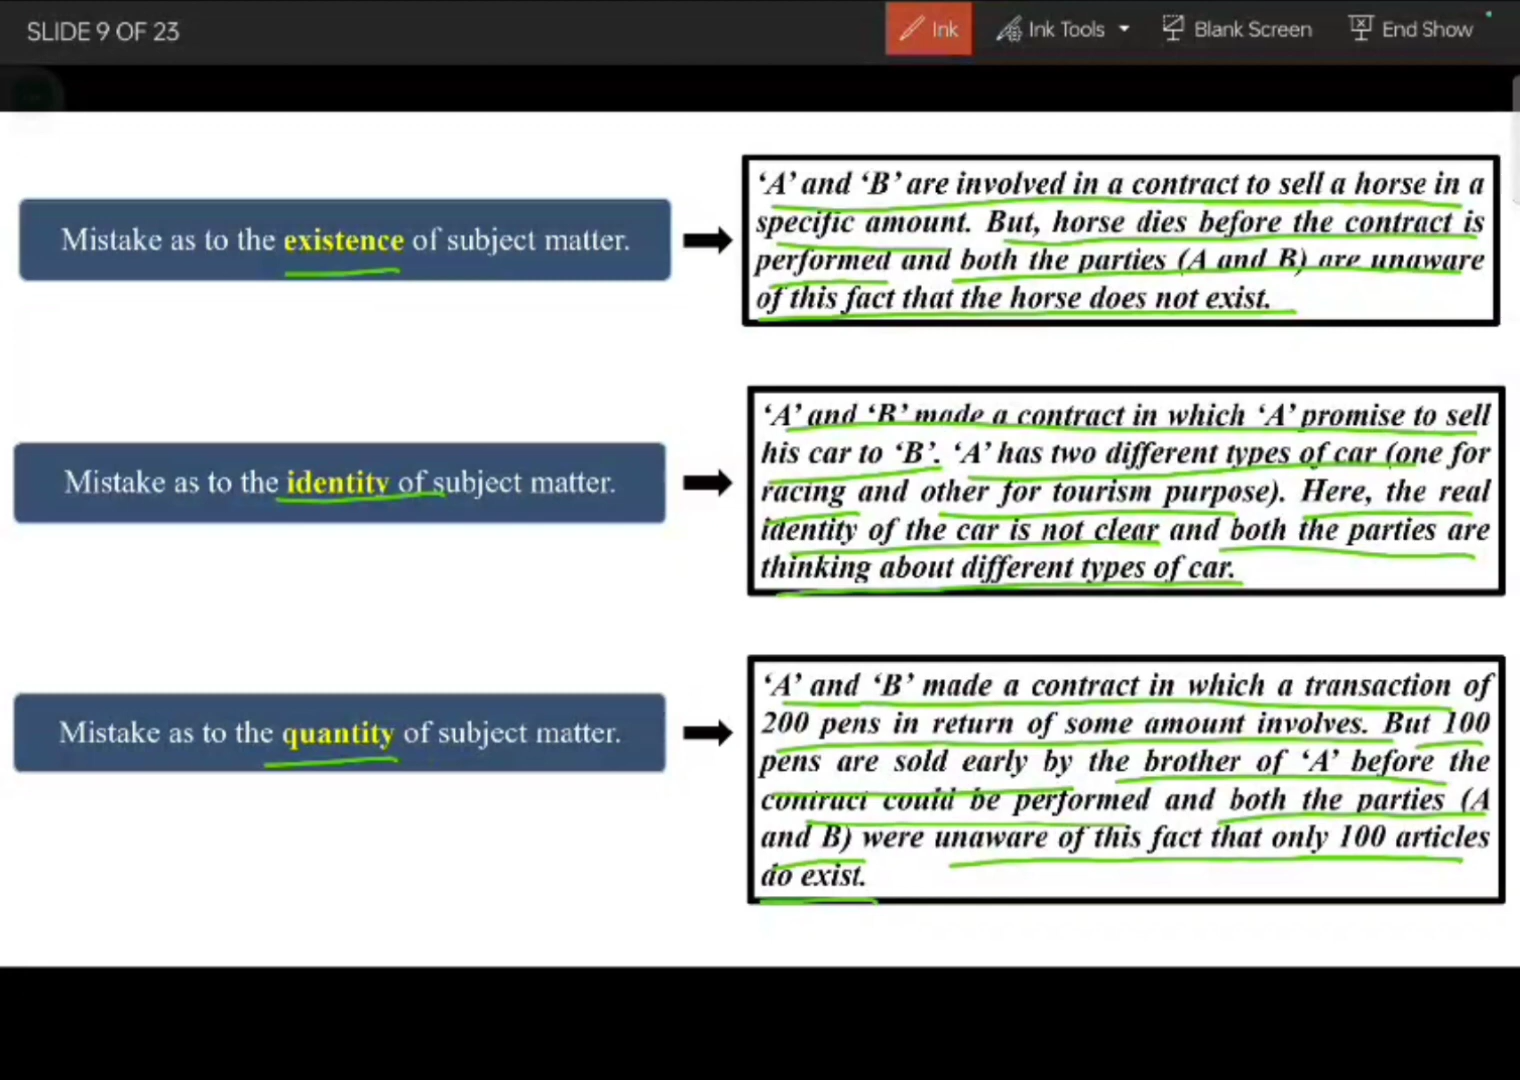 SLIDE 9 OF 23
Ink
Ink Tools
Blank Screen
End Show
Mistake as to the existence of subject matter.
‘A’ and ‘B’ are involved in a contract to sell a horse in a
specific amount. But, horse dies before the contract is
performed and both the parties (A and B) are unaware
of this fact that the horse does not exist.
Mistake as to the identity of subject matter.
‘A’ and ‘B’ made a contract in which ‘A’ promise to sell
his car to ‘B’. ‘A’ has two different types of car (one for
racing and other for tourism purpose). Here, the real
identity of the car is not clear and both the parties are
thinking about different types of car.
Mistake as to the quantity of subject matter.
‘A’ and ‘B’ made a contract in which a transaction of
200 pens in return of some amount involves. But 100
pens are sold early by the brother of ‘A’ before the
contract could be performed and both the parties (A
and B) were unaware of this fact that only 100 articles
do exist.